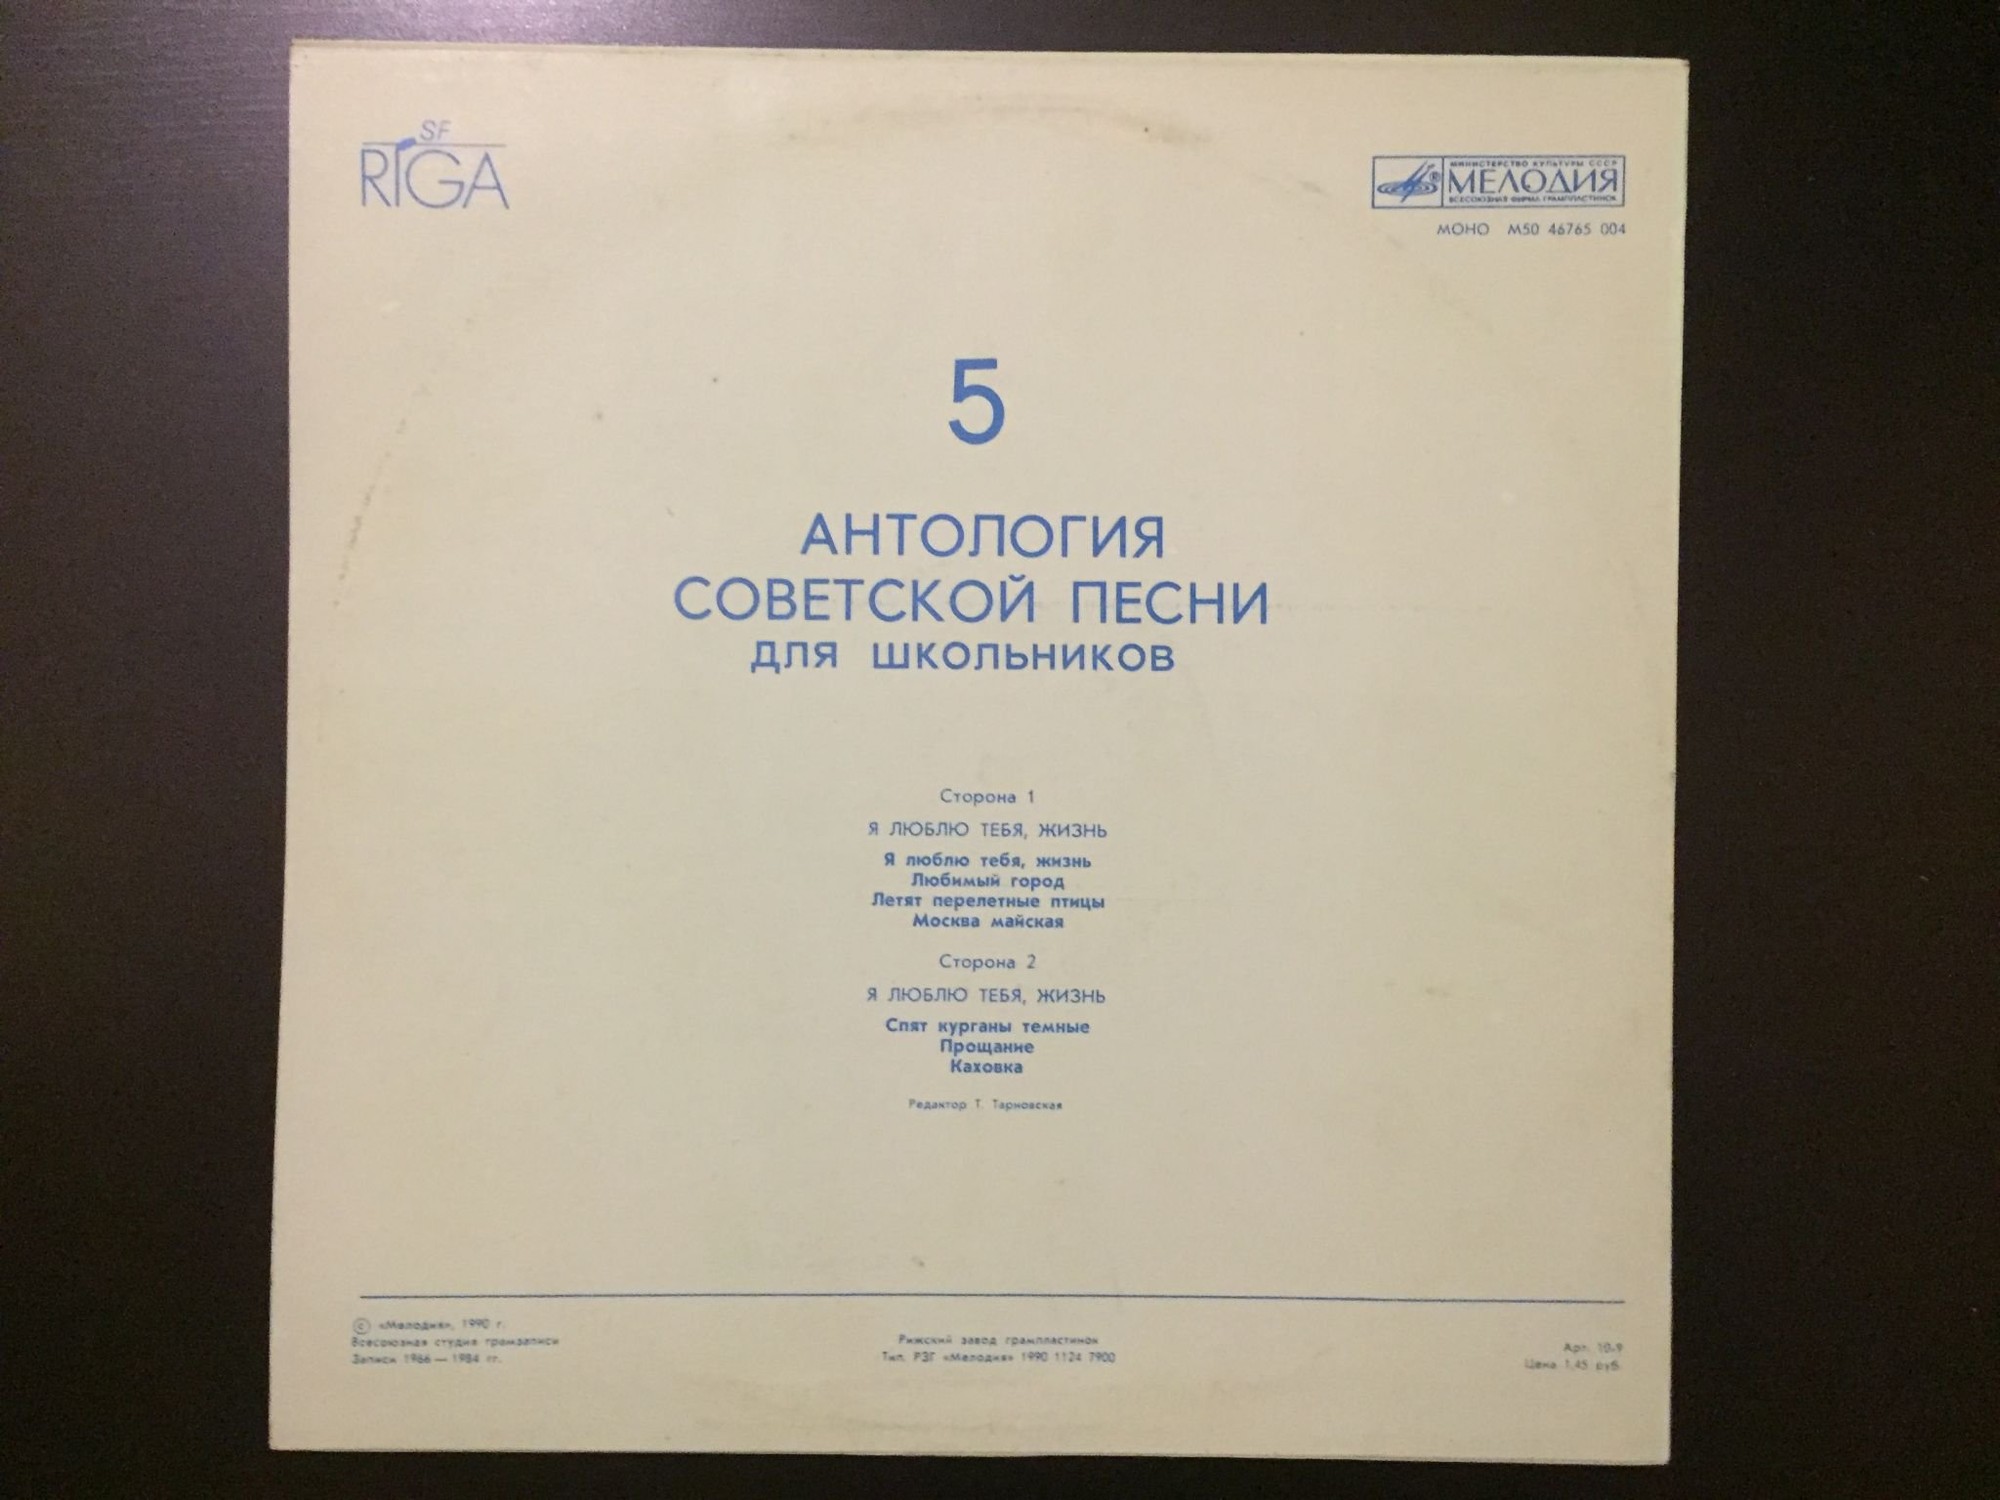 SF
RIGA
МИНИСТЕРСТВО КУЛЬТУРЫ СССР
МЕЛОДИЯ
ВСЕСОЮЗНАЯ ФИРМА ГРАМПЛАСТИНОК
МОНО М50 46765 004
5
АНТОЛОГИЯ
СОВЕТСКОЙ ПЕСНИ
для школьников
Сторона 1
Я ЛЮБЛЮ ТЕБЯ, ЖИЗНЬ
Я люблю тебя, жизнь
Любимый город
Летят перелетные птицы
Москва майская
Сторона 2
Я ЛЮБЛЮ ТЕБЯ, ЖИЗНЬ
Спят курганы темные
Прощание
Каховка
Редактор Т. Тарновская
© «Мелодия», 1990 г.
Всесоюзная студия грамзаписи
Записи 1966 — 1984 гг.
Рижский завод грампластинок
Тип. РЗГ «Мелодия» 1990 1124 7900
Арт. 10-9
Цена 1,45 руб.